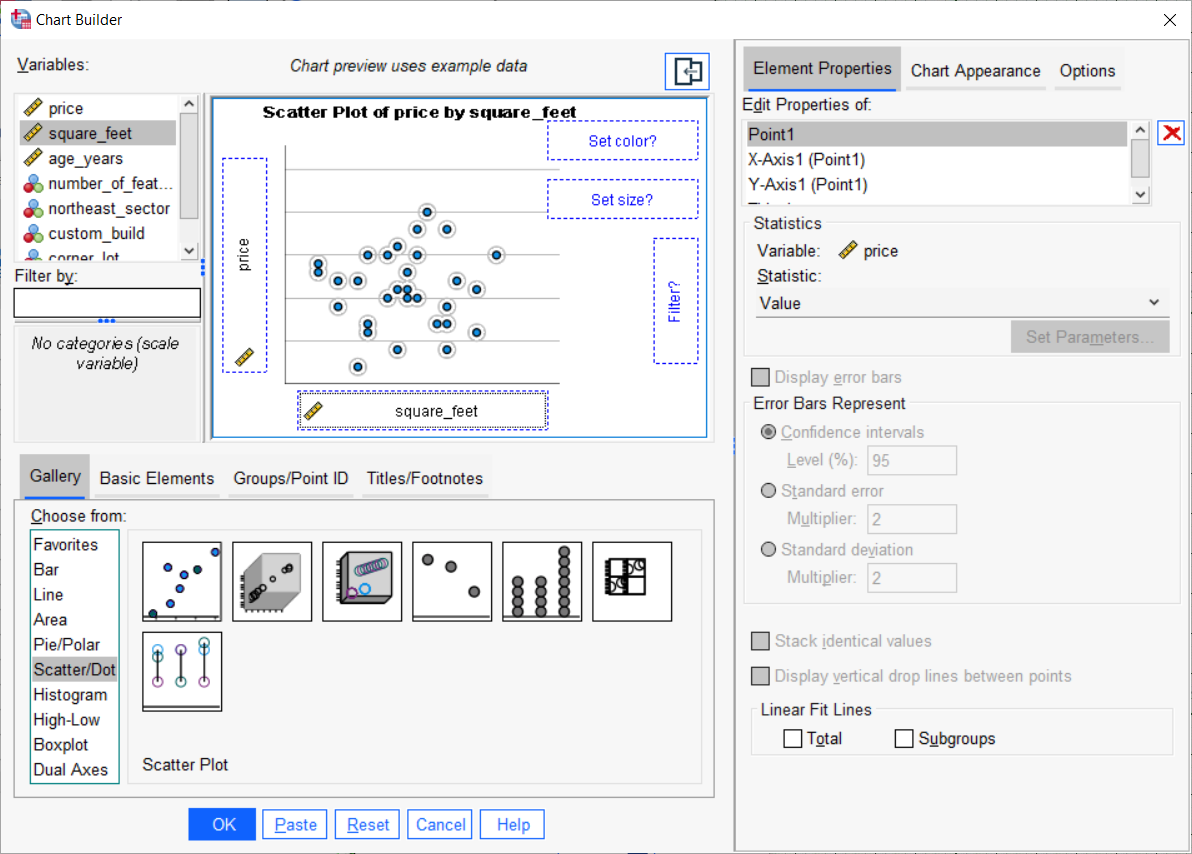 Chart Builder
Variables:
Chart preview uses example data
price
square_feet
age_years
number_of_feat...
northeast_sector
custom_build
corner_lot
Filter by:
No categories (scale
variable)
Scatter Plot of price by square_feet
Set color?
Set size?
Filter?
price
square_feet
Gallery
Basic Elements
Groups/Point ID
Titles/Footnotes
Choose from:
Favorites
Bar
Line
Area
Pie/Polar
Scatter/Dot
Histogram
High-Low
Boxplot
Dual Axes
Scatter Plot
OK
Paste
Reset
Cancel
Help
Element Properties
Chart Appearance
Options
Edit Properties of:
Point1
X-Axis1 (Point1)
Y-Axis1 (Point1)
Statistics
Variable: price
Statistic:
Value
Set Parameters...
Display error bars
Error Bars Represent
Confidence intervals
Level (%): 95
Standard error
Multiplier: 2
Standard deviation
Multiplier: 2
Stack identical values
Display vertical drop lines between points
Linear Fit Lines
Total
Subgroups